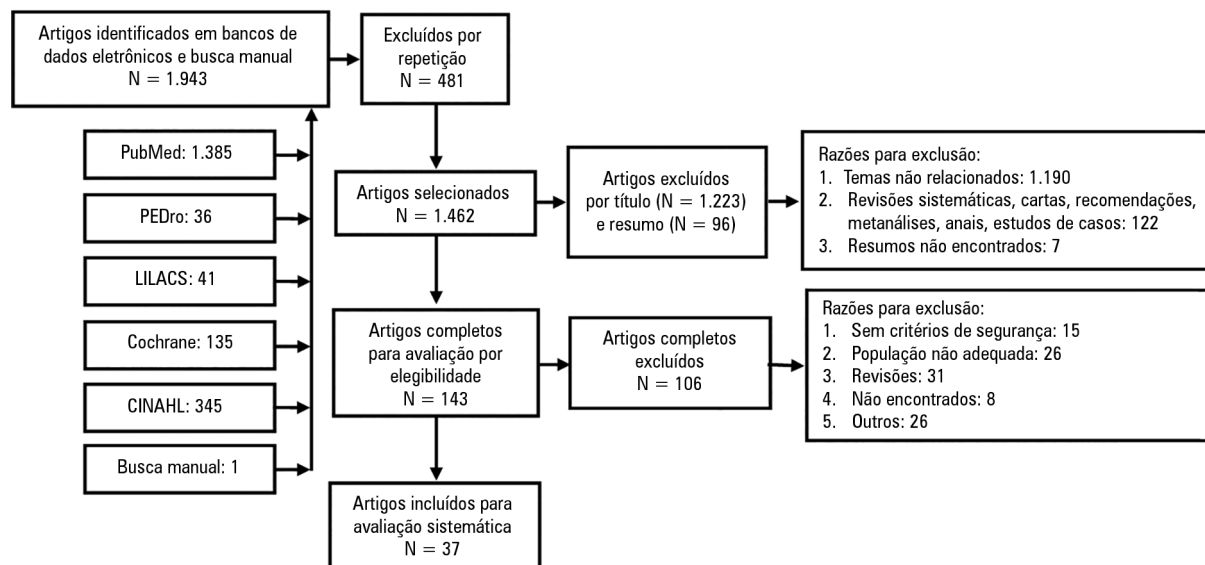 Artigos identificados em bancos de
dados eletrônicos e busca manual
N = 1.943
Excluídos por
repetição
N = 481
PubMed: 1.385
PEDro: 36
LILACS: 41
Cochrane: 135
CINAHL: 345
Busca manual: 1
Artigos selecionados
N = 1.462
Artigos excluídos
por título (N = 1.223)
e resumo (N = 96)
Razões para exclusão:
1. Temas não relacionados: 1.190
2. Revisões sistemáticas, cartas, recomendações,
metanálises, anais, estudos de casos: 122
3. Resumos não encontrados: 7
Artigos completos
para avaliação por
elegibilidade
N = 143
Artigos completos
excluídos
N = 106
Razões para exclusão:
1. Sem critérios de segurança: 15
2. População não adequada: 26
3. Revisões: 31
4. Não encontrados: 8
5. Outros: 26
Artigos incluídos para
avaliação sistemática
N = 37